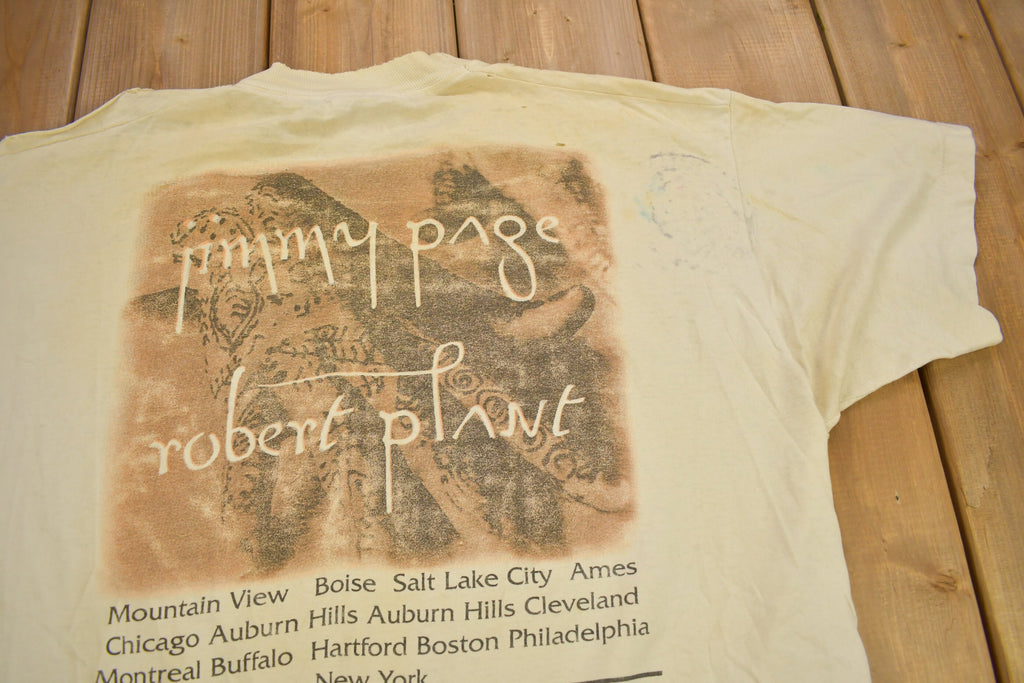 jimmy page
robert plant
Mountain View Boise Salt Lake City Ames
Chicago Auburn Hills Auburn Hills Cleveland
Montreal Buffalo Hartford Boston Philadelphia
New York